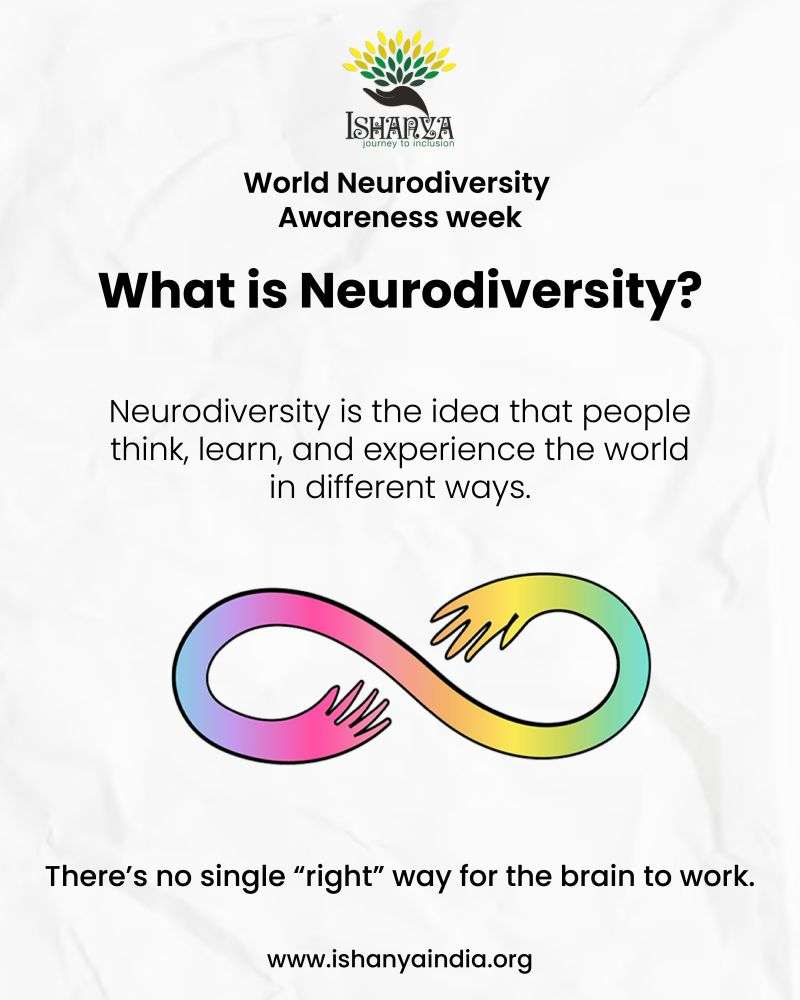 ISHANYA
journey to inclusion
World Neurodiversity
Awareness week
What is Neurodiversity?
Neurodiversity is the idea that people
think, learn, and experience the world
in different ways.
There’s no single “right” way for the brain to work.
www.ishanyaindia.org